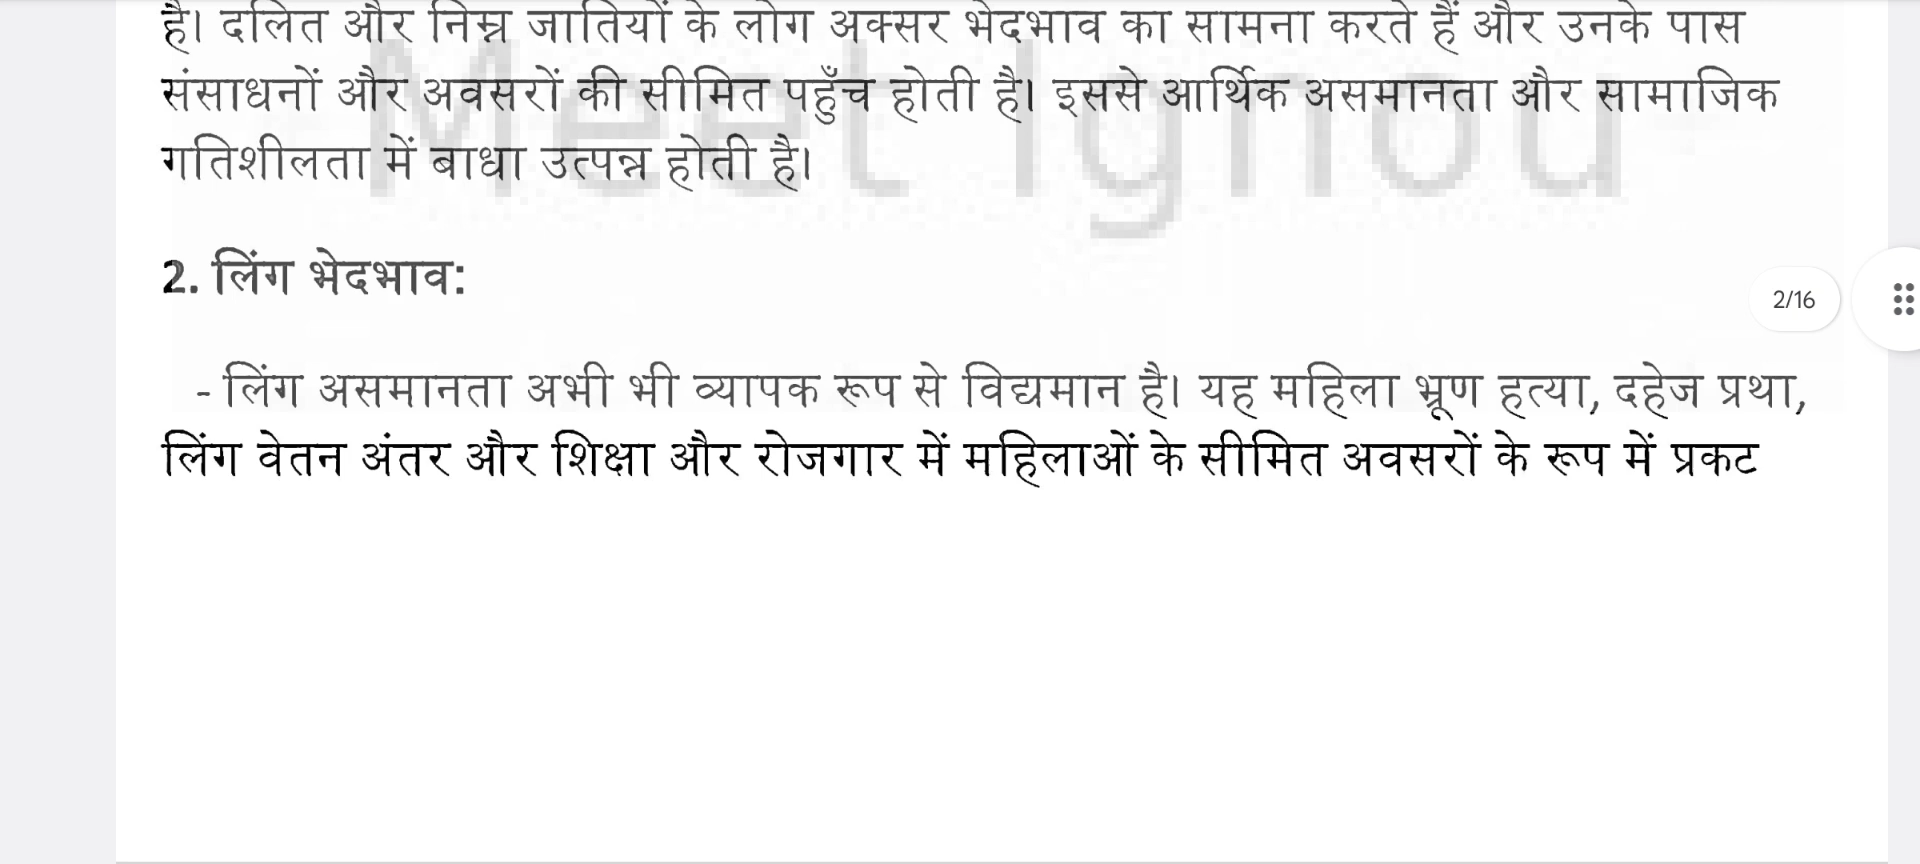 है। दलित और निम्न जातियों के लोग अक्सर भेदभाव का सामना करते हैं और उनके पास
संसाधनों और अवसरों की सीमित पहुँच होती है। इससे आर्थिक असमानता और सामाजिक
गतिशीलता में बाधा उत्पन्न होती है।
Meet Ignou
2. लिंग भेदभाव:
2/16
- लिंग असमानता अभी भी व्यापक रूप से विद्यमान है। यह महिला भ्रूण हत्या, दहेज प्रथा,
लिंग वेतन अंतर और शिक्षा और रोजगार में महिलाओं के सीमित अवसरों के रूप में प्रकट